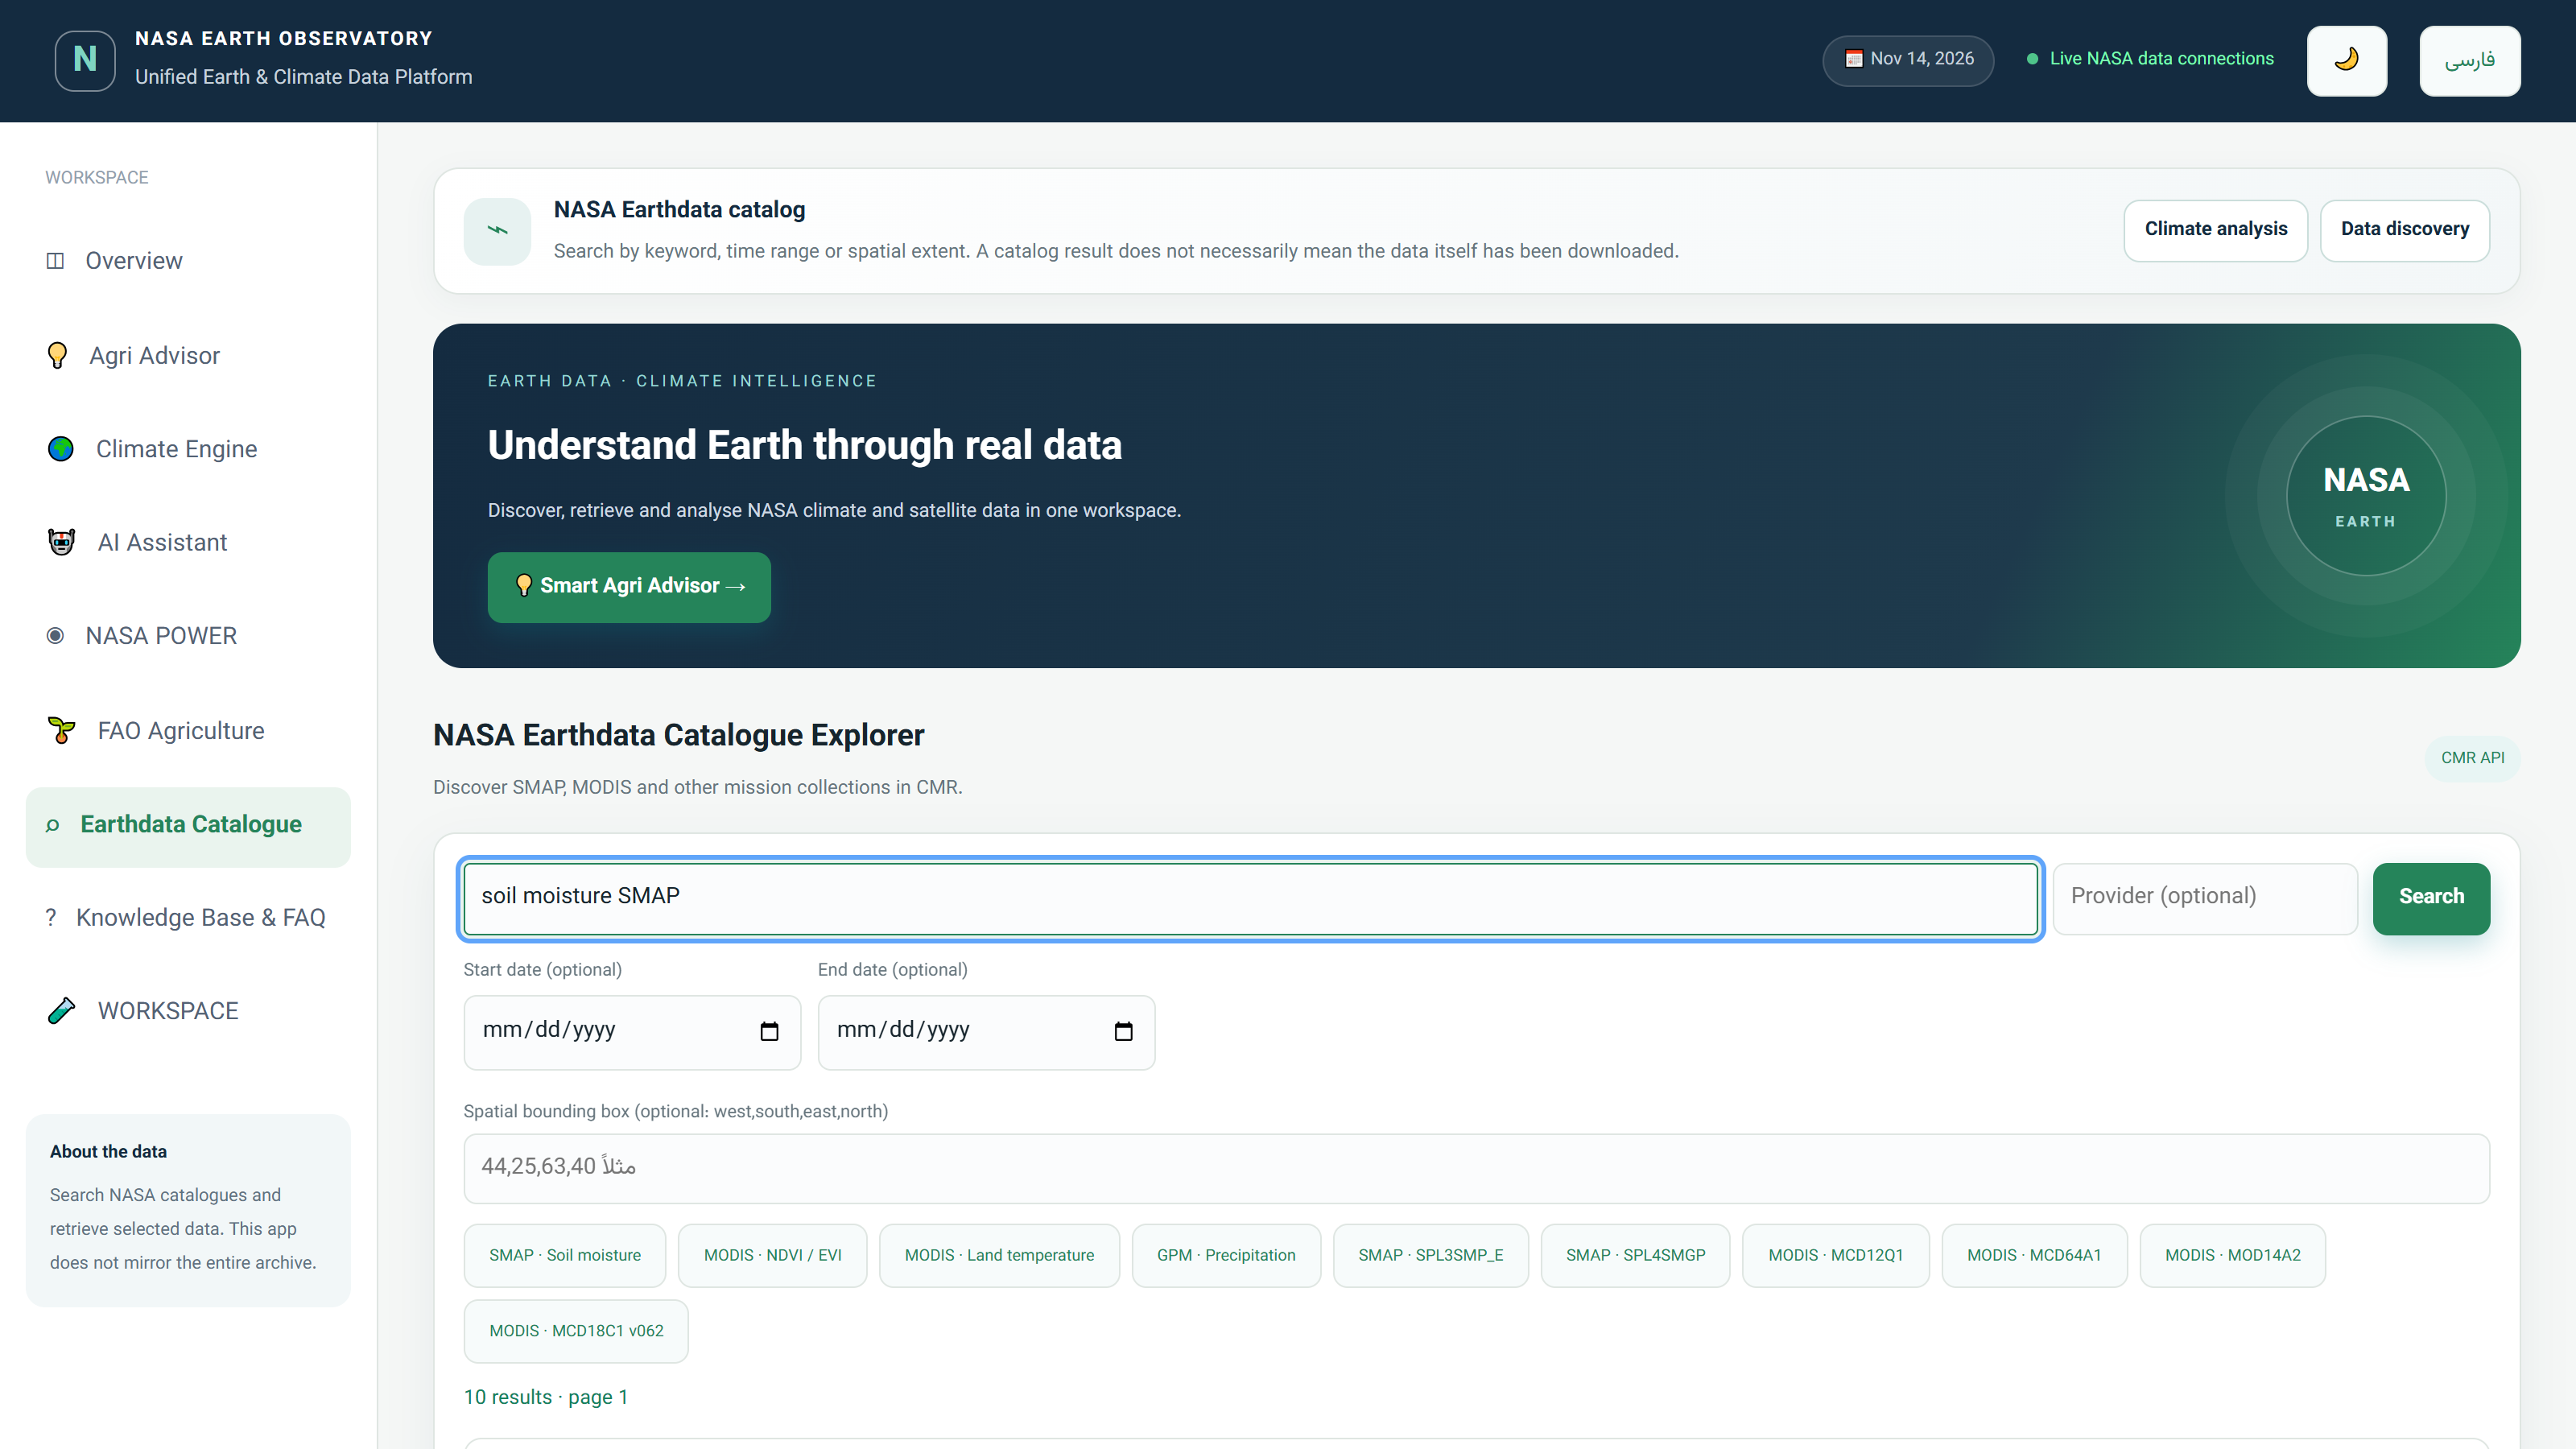 N
NASA EARTH OBSERVATORY
Unified Earth & Climate Data Platform
Nov 14, 2026
Live NASA data connections
فارسی
WORKSPACE
Overview
Agri Advisor
Climate Engine
AI Assistant
NASA POWER
FAO Agriculture
Earthdata Catalogue
? Knowledge Base & FAQ
WORKSPACE
About the data
Search NASA catalogues and
retrieve selected data. This app
does not mirror the entire archive.
NASA Earthdata catalog
Search by keyword, time range or spatial extent. A catalog result does not necessarily mean the data itself has been downloaded.
Climate analysis
Data discovery
EARTH DATA · CLIMATE INTELLIGENCE
Understand Earth through real data
Discover, retrieve and analyse NASA climate and satellite data in one workspace.
Smart Agri Advisor →
NASA
EARTH
NASA Earthdata Catalogue Explorer
Discover SMAP, MODIS and other mission collections in CMR.
CMR API
soil moisture SMAP
Provider (optional)
Search
Start date (optional)
End date (optional)
mm/dd/yyyy
mm/dd/yyyy
Spatial bounding box (optional: west,south,east,north)
مثلاً 44,25,63,40
SMAP · Soil moisture
MODIS · NDVI / EVI
MODIS · Land temperature
GPM · Precipitation
SMAP · SPL3SMP_E
SMAP · SPL4SMGP
MODIS · MCD12Q1
MODIS · MCD64A1
MODIS · MOD14A2
MODIS · MCD18C1 v062
10 results · page 1